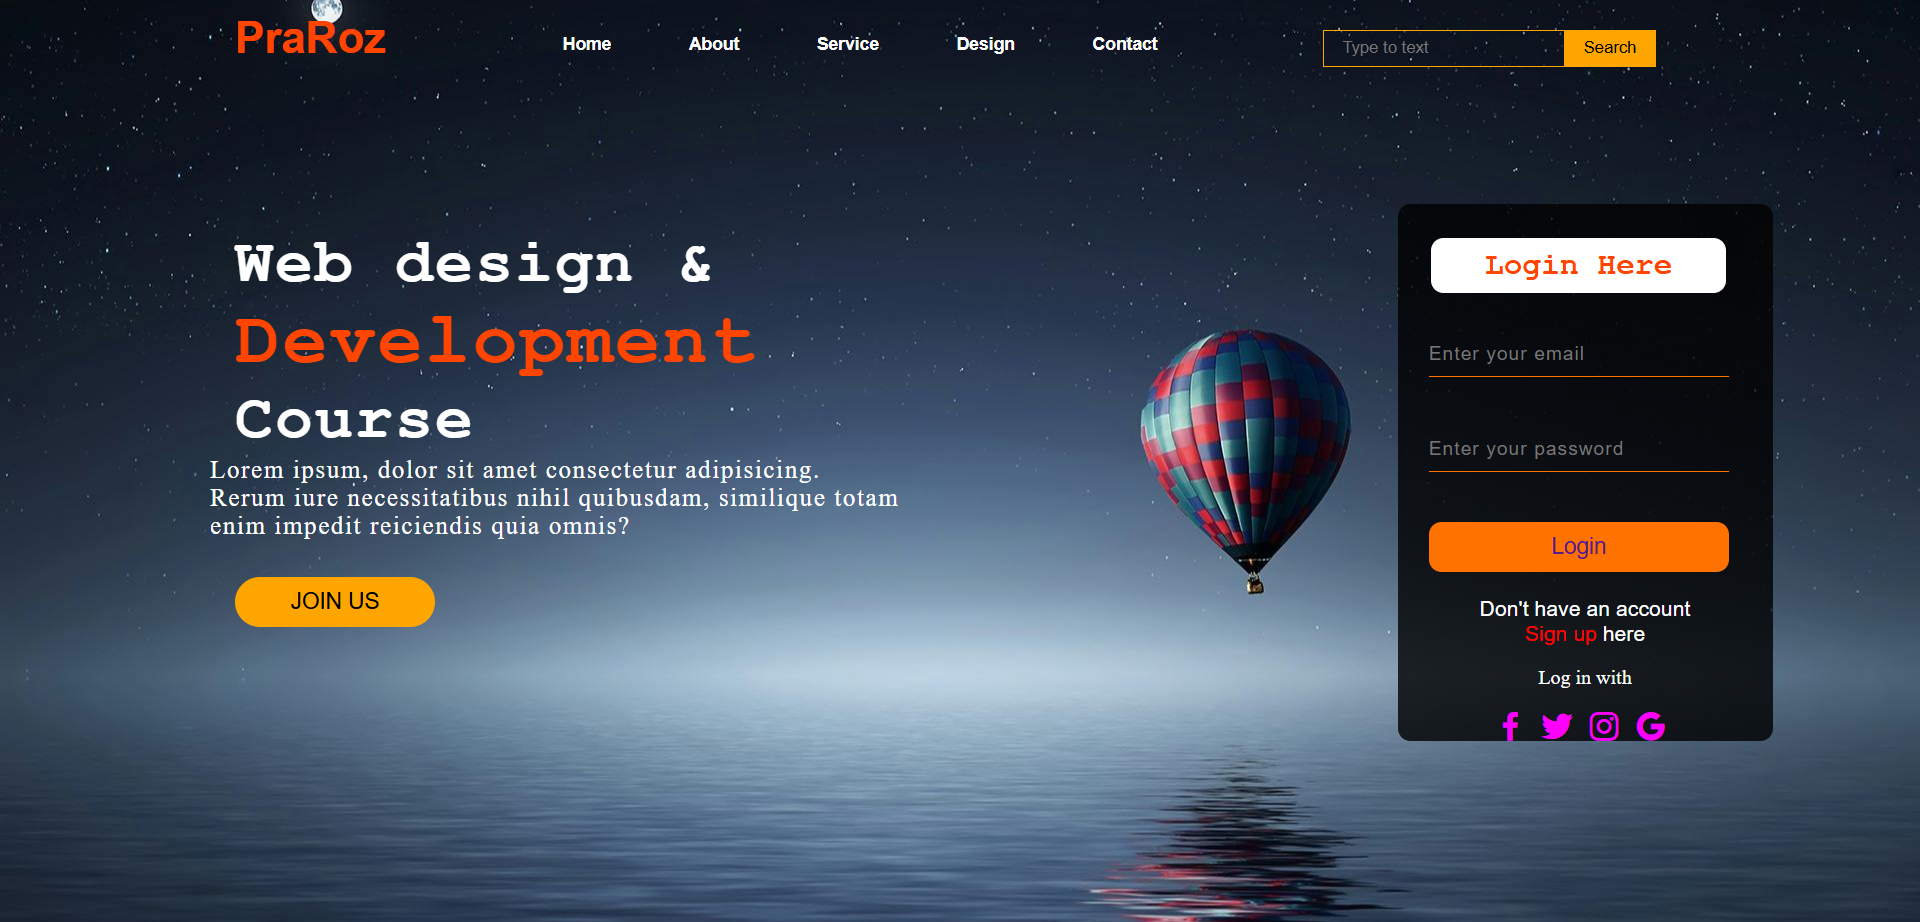 PraRoz
Home
About
Service
Design
Contact
Type to text
Search
Web design &
Development
Course
Lorem ipsum, dolor sit amet consectetur adipisicing.
Rerum iure necessitatibus nihil quibusdam, similique totam
enim impedit reiciendis quia omnis?
JOIN US
Login Here
Enter your email
Enter your password
Login
Don't have an account
Sign up here
Log in with